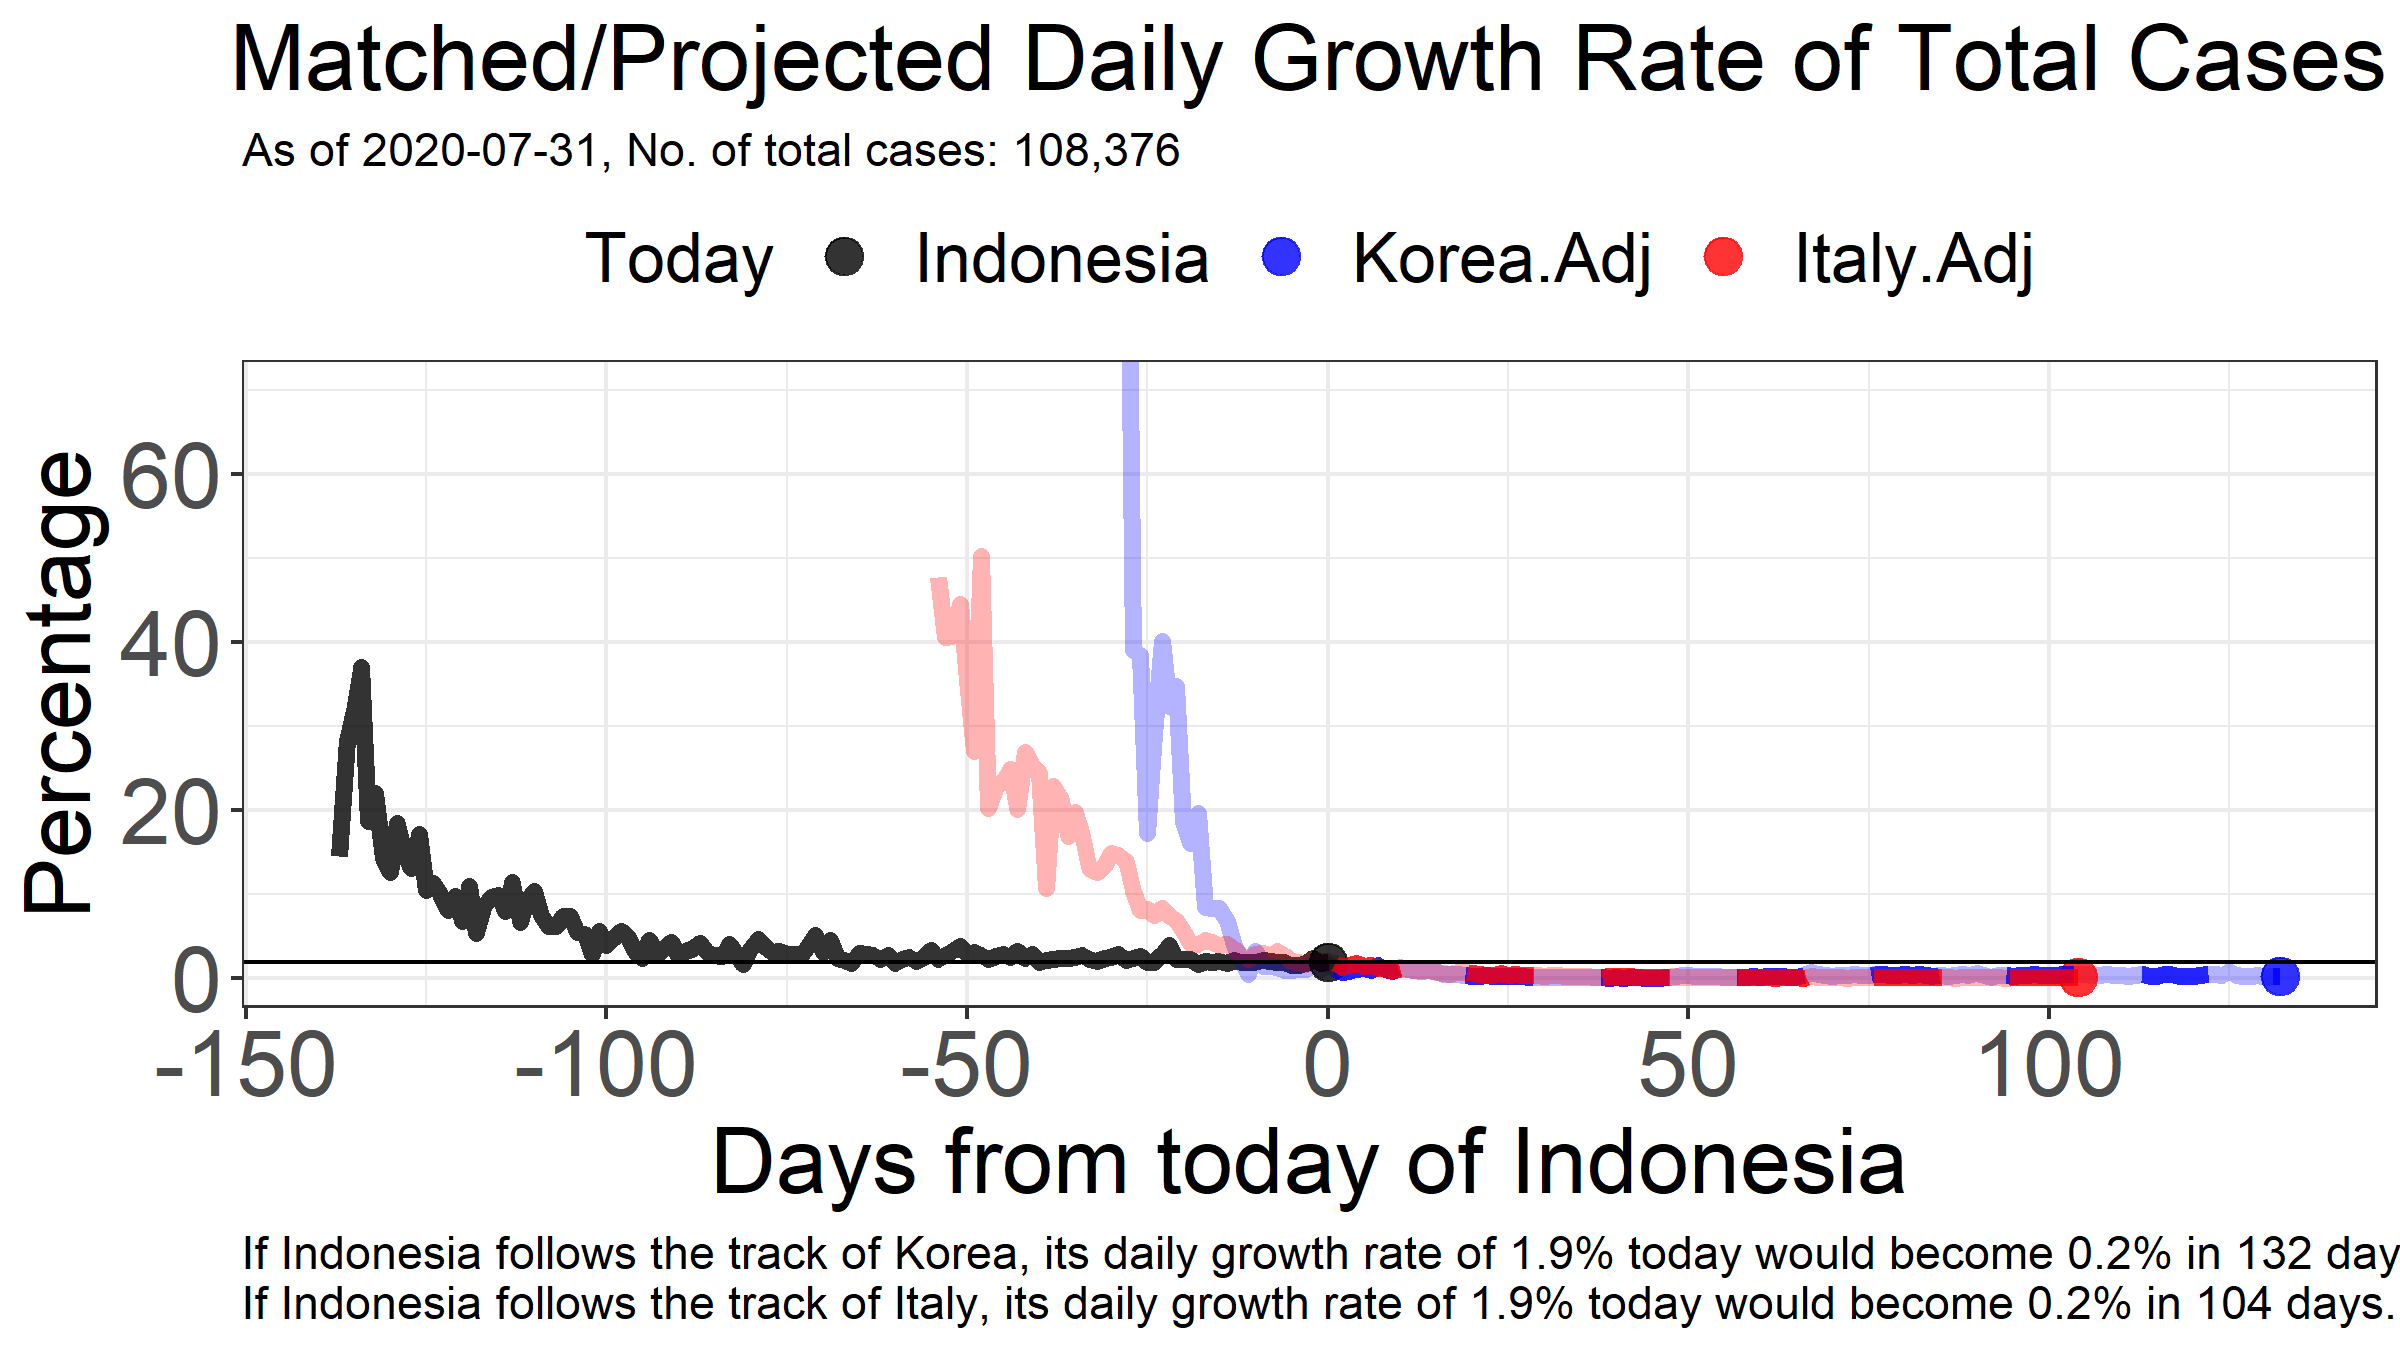 Matched/Projected Daily Growth Rate of Total Cases
As of 2020-07-31, No. of total cases: 108,376
Today Indonesia Korea.Adj Italy.Adj
Percentage
60
40
20
0
-150 -100 -50 0 50 100
Days from today of Indonesia
If Indonesia follows the track of Korea, its daily growth rate of 1.9% today would become 0.2% in 132 day
If Indonesia follows the track of Italy, its daily growth rate of 1.9% today would become 0.2% in 104 days.